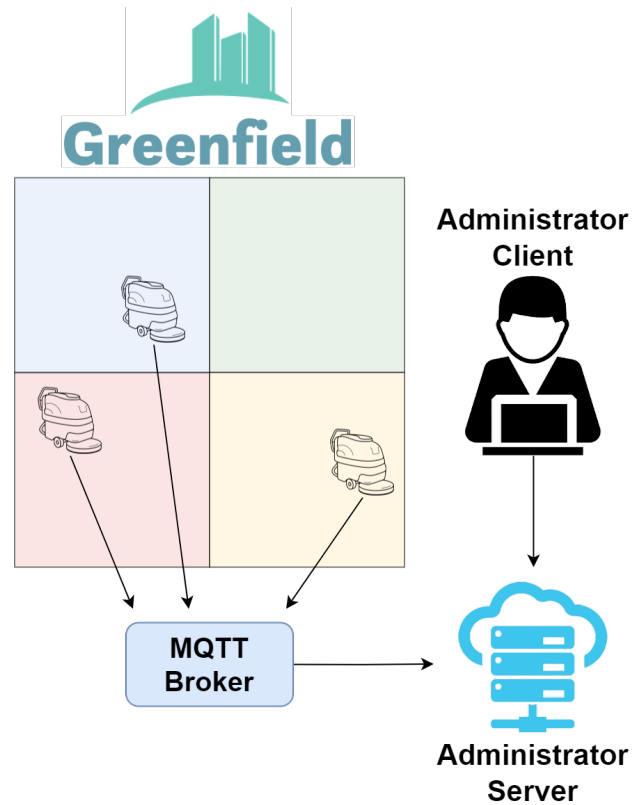 Greenfield
Administrator
Client
MQTT
Broker
Administrator
Server